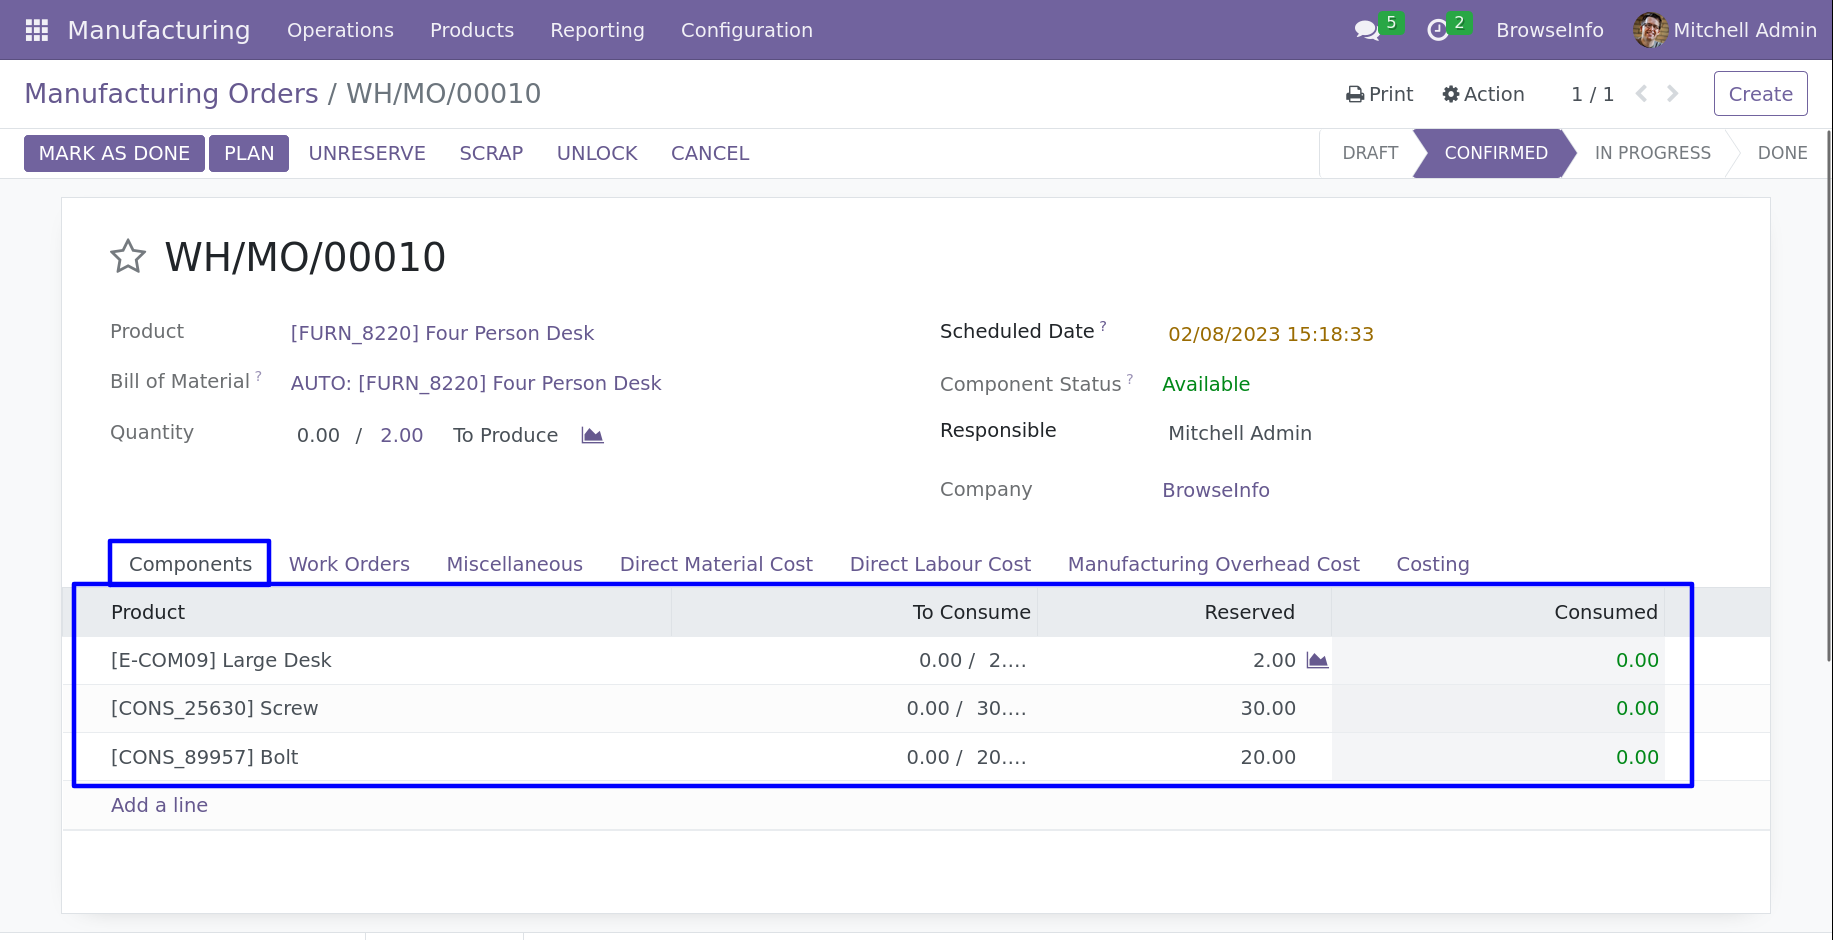 Manufacturing Operations Products Reporting Configuration 5 2 BrowseInfo Mitchell Admin
Manufacturing Orders / WH/MO/00010 Print Action 1 / 1 Create
MARK AS DONE PLAN UNRESERVE SCRAP UNLOCK CANCEL DRAFT CONFIRMED IN PROGRESS DONE
WH/MO/00010
Product [FURN_8220] Four Person Desk Scheduled Date ? 02/08/2023 15:18:33
Bill of Material ? AUTO: [FURN_8220] Four Person Desk Component Status ? Available
Quantity 0.00 / 2.00 To Produce Responsible Mitchell Admin
Company BrowseInfo
Components Work Orders Miscellaneous Direct Material Cost Direct Labour Cost Manufacturing Overhead Cost Costing
Product To Consume Reserved Consumed
[E-COM09] Large Desk 0.00 / 2.... 2.00 0.00
[CONS_25630] Screw 0.00 / 30.... 30.00 0.00
[CONS_89957] Bolt 0.00 / 20.... 20.00 0.00
Add a line